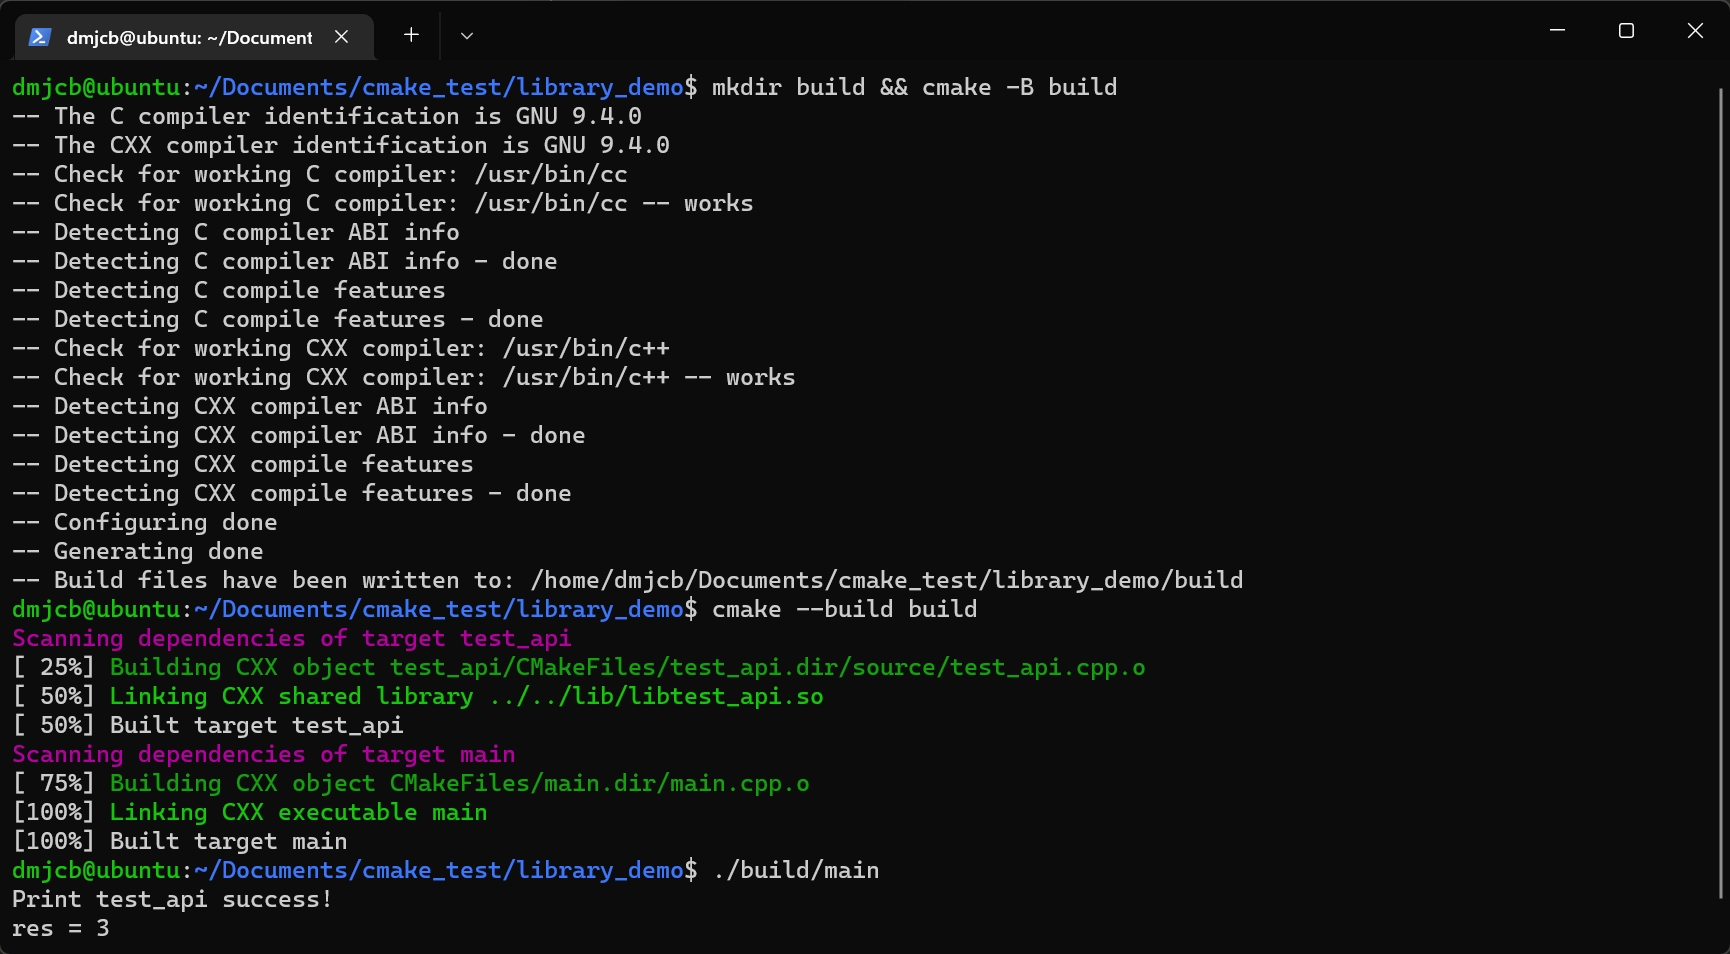 dmjcb@ubuntu: ~/Document
dmjcb@ubuntu:~/Documents/cmake_test/library_demo$ mkdir build && cmake -B build
-- The C compiler identification is GNU 9.4.0
-- The CXX compiler identification is GNU 9.4.0
-- Check for working C compiler: /usr/bin/cc
-- Check for working C compiler: /usr/bin/cc -- works
-- Detecting C compiler ABI info
-- Detecting C compiler ABI info - done
-- Detecting C compile features
-- Detecting C compile features - done
-- Check for working CXX compiler: /usr/bin/c++
-- Check for working CXX compiler: /usr/bin/c++ -- works
-- Detecting CXX compiler ABI info
-- Detecting CXX compiler ABI info - done
-- Detecting CXX compile features
-- Detecting CXX compile features - done
-- Configuring done
-- Generating done
-- Build files have been written to: /home/dmjcb/Documents/cmake_test/library_demo/build
dmjcb@ubuntu:~/Documents/cmake_test/library_demo$ cmake --build build
Scanning dependencies of target test_api
[ 25%] Building CXX object test_api/CMakeFiles/test_api.dir/source/test_api.cpp.o
[ 50%] Linking CXX shared library ../../lib/libtest_api.so
[ 50%] Built target test_api
Scanning dependencies of target main
[ 75%] Building CXX object CMakeFiles/main.dir/main.cpp.o
[100%] Linking CXX executable main
[100%] Built target main
dmjcb@ubuntu:~/Documents/cmake_test/library_demo$ ./build/main
Print test_api success!
res = 3